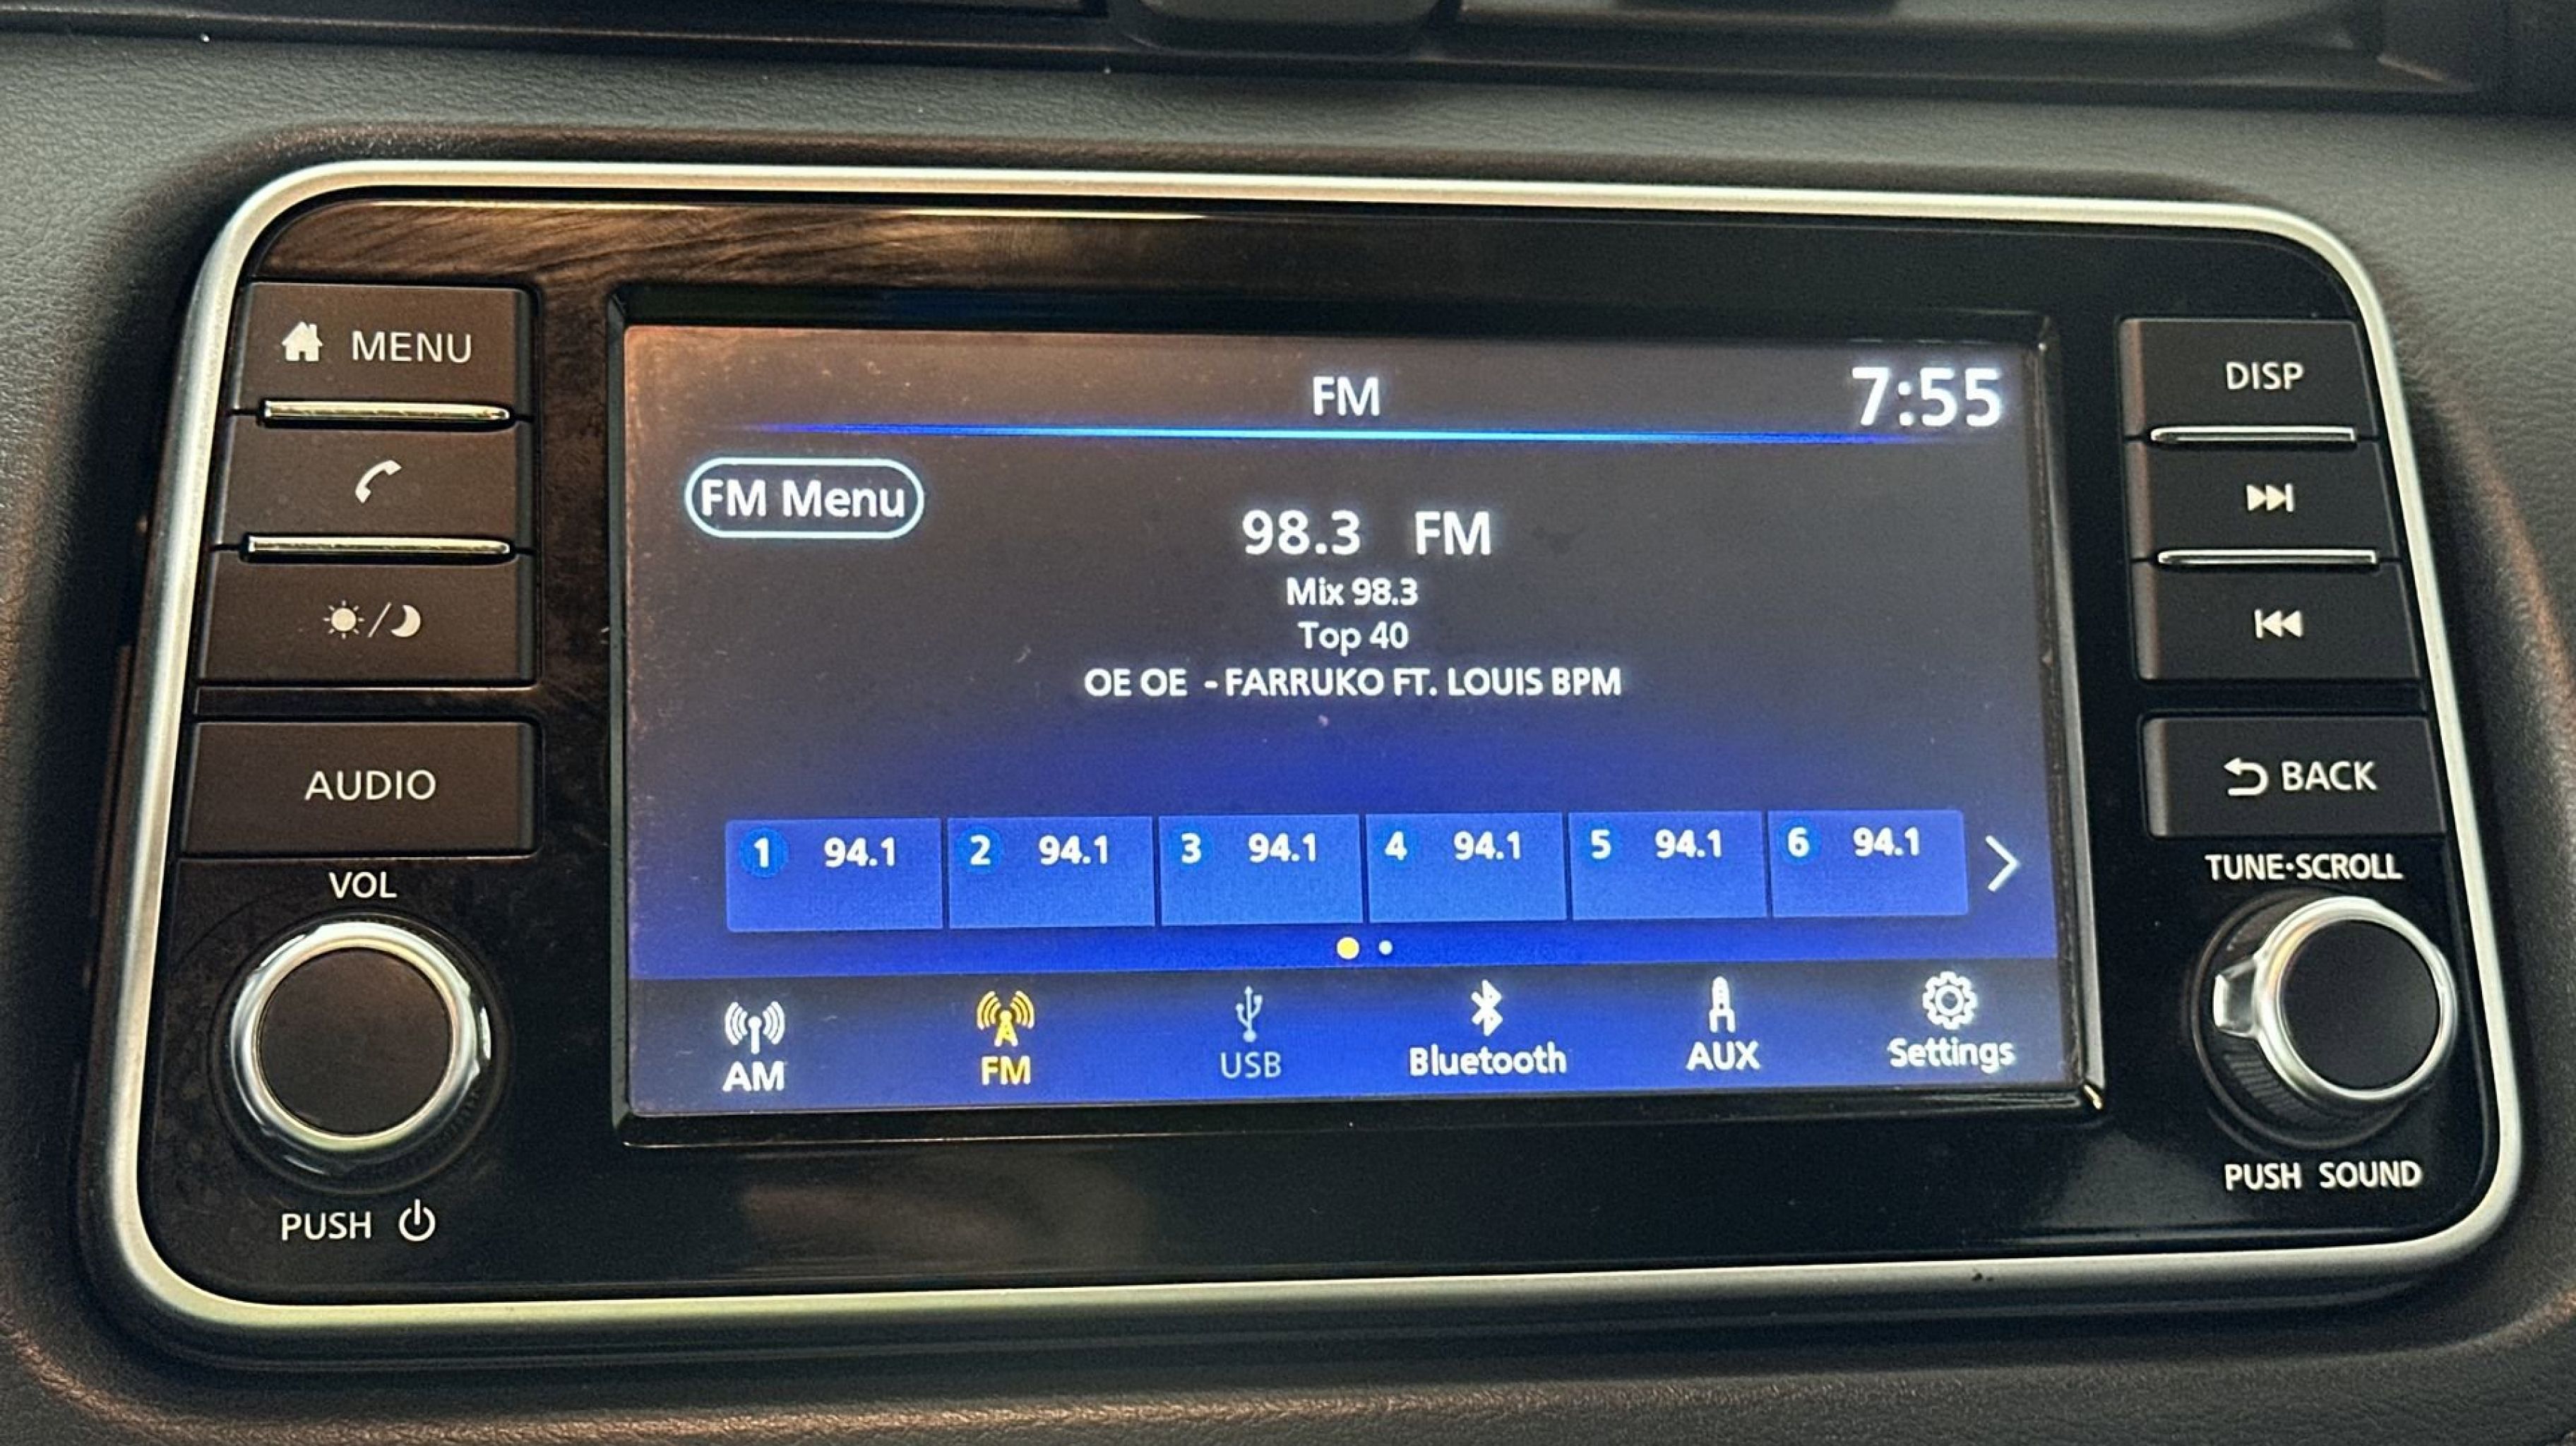 MENU
AUDIO
VOL
PUSH
FM
7:55
FM Menu
98.3 FM
Mix 98.3
Top 40
OE OE - FARRUKO FT. LOUIS BPM
1 94.1 2 94.1 3 94.1 4 94.1 5 94.1 6 94.1
AM FM USB Bluetooth AUX Settings
DISP
BACK
TUNE·SCROLL
PUSH SOUND